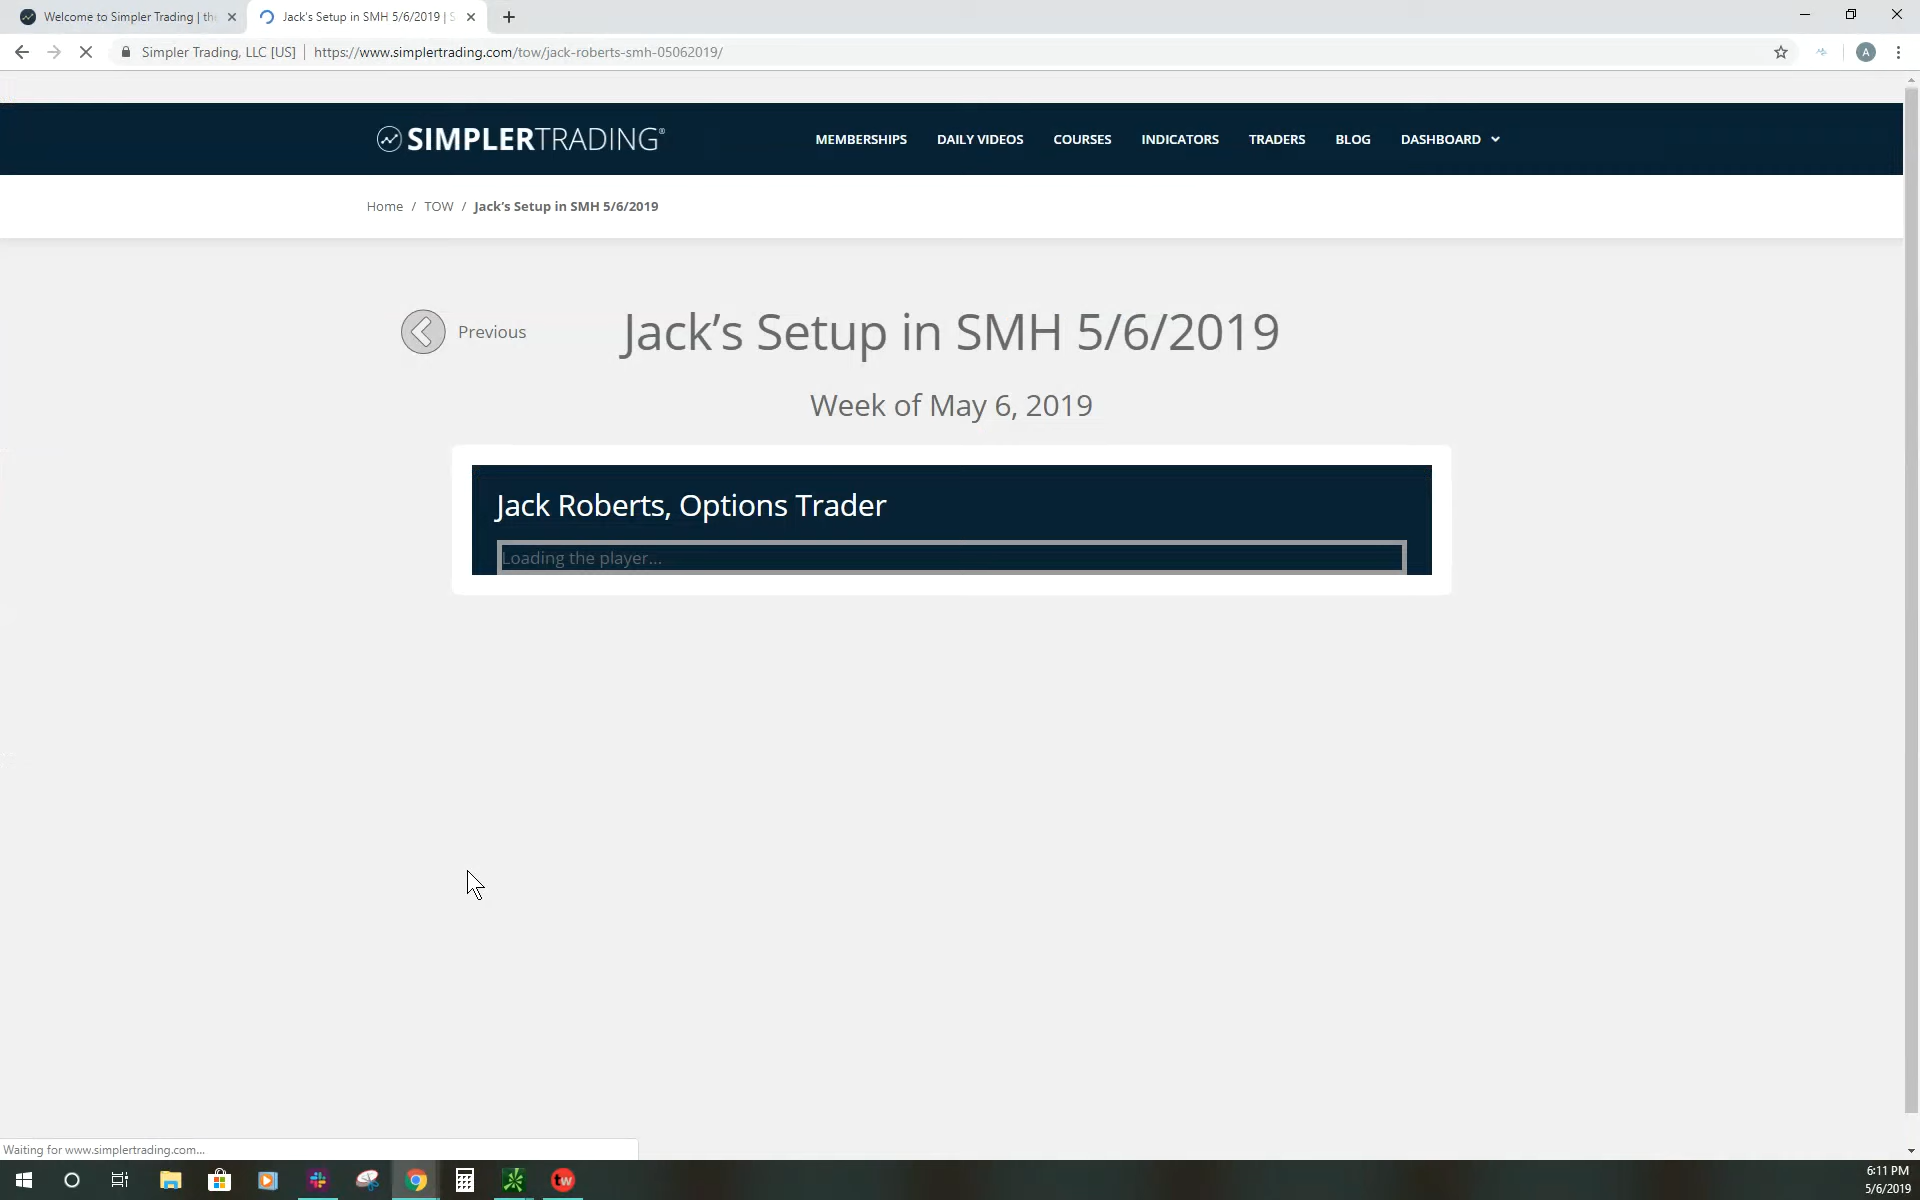 Welcome to Simpler Trading | th
Jack's Setup in SMH 5/6/2019 | S
Simpler Trading, LLC [US]
https://www.simplertrading.com/tow/jack-roberts-smh-05062019/
A
SIMPLERTRADING®
MEMBERSHIPS
DAILY VIDEOS
COURSES
INDICATORS
TRADERS
BLOG
DASHBOARD
Home / TOW / Jack’s Setup in SMH 5/6/2019
Previous
Jack’s Setup in SMH 5/6/2019
Week of May 6, 2019
Jack Roberts, Options Trader
Loading the player...
Waiting for www.simplertrading.com...
tw
6:11 PM
5/6/2019